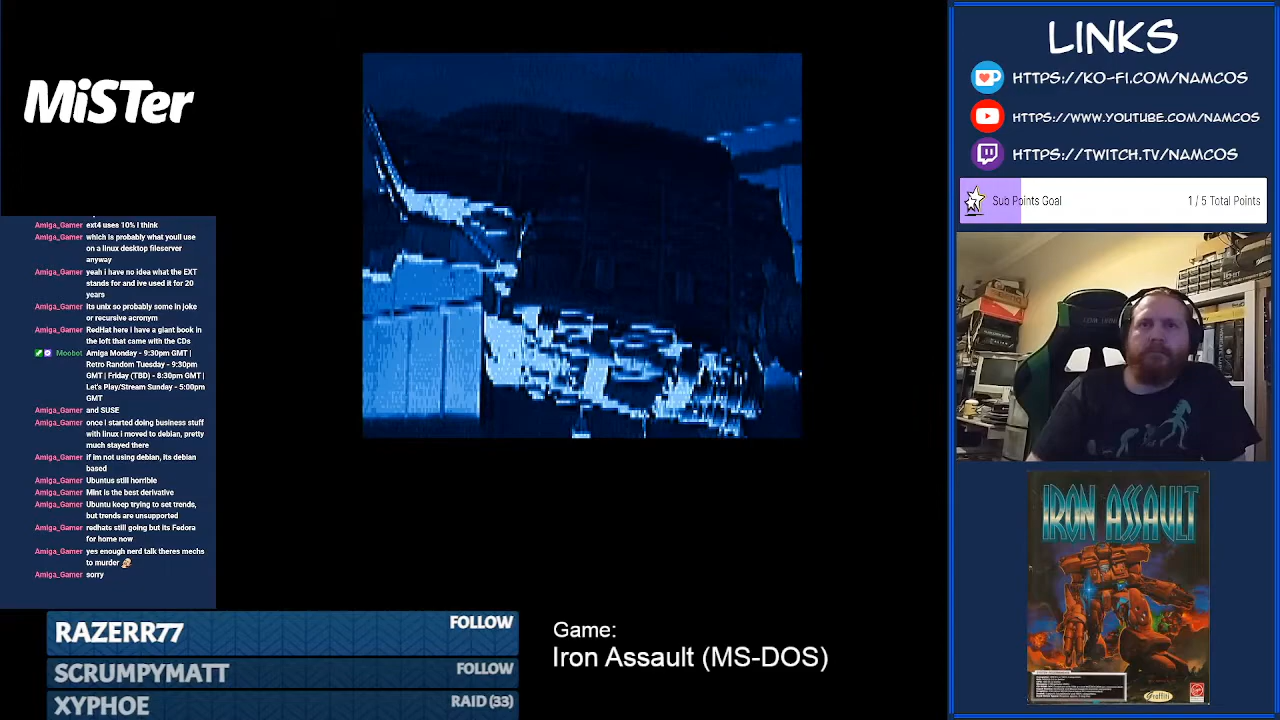 MiSTer
Amiga_Gamer ext4 uses 10% i think
Amiga_Gamer which is probably what youll use
on a linux desktop fileserver
anyway
Amiga_Gamer yeah i have no idea what the EXT
stands for and ive used it for 20
years
Amiga_Gamer its unix so probably some in joke
or recursive acronym
Amiga_Gamer RedHat here I have a giant book in
the loft that came with the CDs
Moobot Amiga Monday - 9:30pm GMT |
Retro Random Tuesday - 9:30pm
GMT | Friday (TBD) - 8:30pm GMT |
Let's Play/Stream Sunday - 5:00pm
GMT
Amiga_Gamer and SUSE
Amiga_Gamer once i started doing business stuff
with linux i moved to debian, pretty
much stayed there
Amiga_Gamer if im not using debian, its debian
based
Amiga_Gamer Ubuntus still horrible
Amiga_Gamer Mint is the best derivative
Amiga_Gamer Ubuntu keep trying to set trends,
but trends are unsupported
Amiga_Gamer redhats still going but its Fedora
for home now
Amiga_Gamer yes enough nerd talk theres mechs
to murder
Amiga_Gamer sorry
RAZERR77 FOLLOW
SCRUMPYMATT FOLLOW
XYPHOE RAID (33)
Game:
Iron Assault (MS-DOS)
LINKS
HTTPS://KO-FI.COM/NAMCOS
HTTPS://WWW.YOUTUBE.COM/NAMCOS
HTTPS://TWITCH.TV/NAMCOS
Sub Points Goal 1 / 5 Total Points
IRON ASSAULT
graffiti